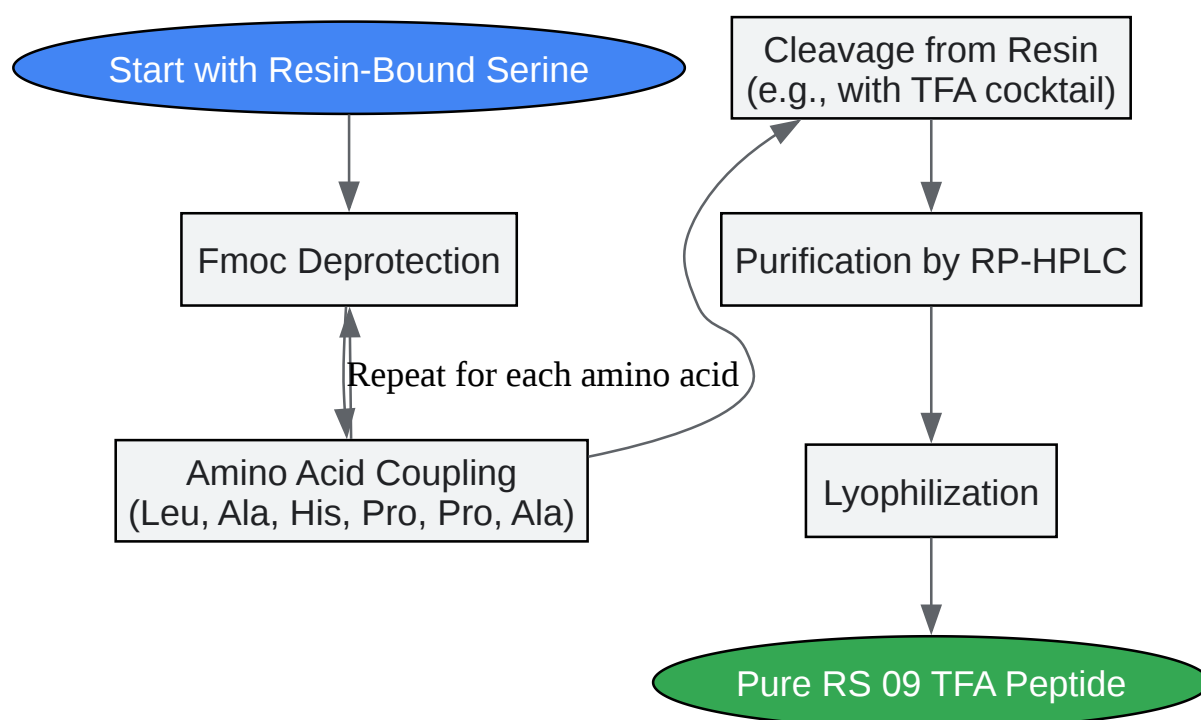 Start with Resin-Bound Serine
Fmoc Deprotection
Repeat for each amino acid
Amino Acid Coupling
(Leu, Ala, His, Pro, Pro, Ala)
Cleavage from Resin
(e.g., with TFA cocktail)
Purification by RP-HPLC
Lyophilization
Pure RS 09 TFA Peptide